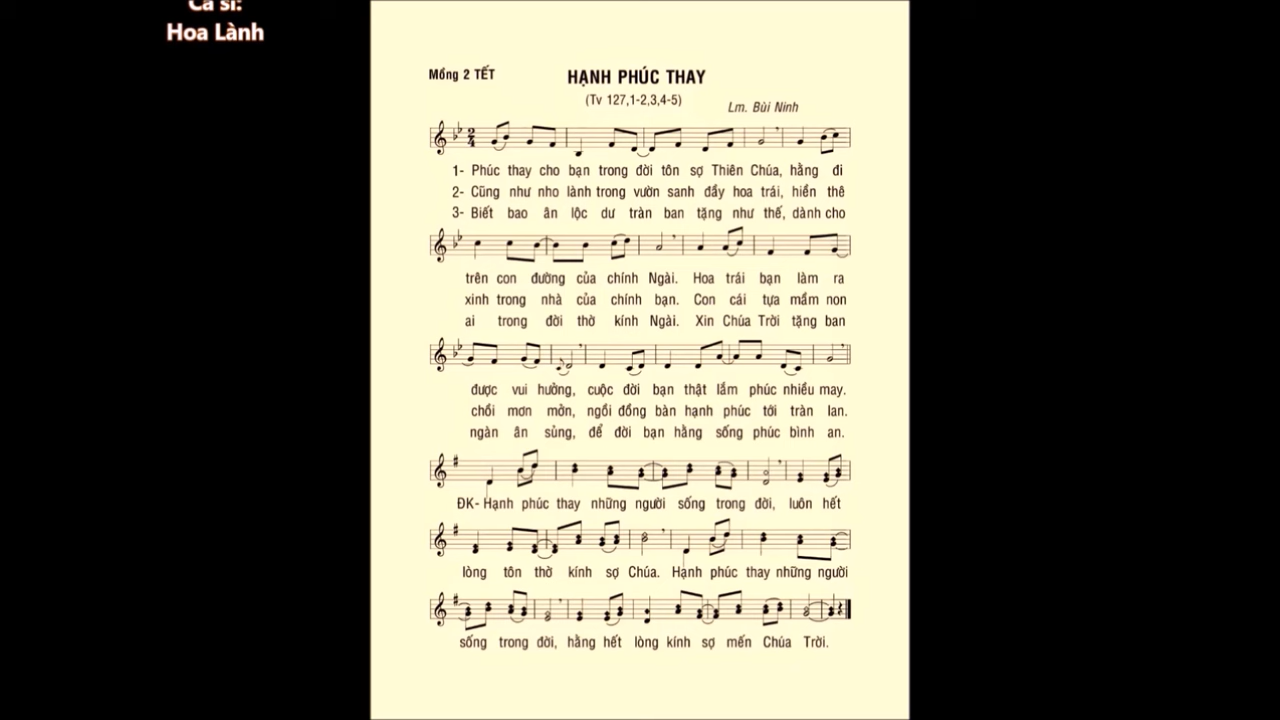 Ca sĩ:
Hoa Lành
Mồng 2 TẾT
HẠNH PHÚC THAY
(Tv 127,1-2,3,4-5)
Lm. Bùi Ninh
1- Phúc thay cho bạn trong đời tôn sợ Thiên Chúa, hằng đi
2- Cũng như nho lành trong vườn sanh đầy hoa trái, hiền thê
3- Biết bao ân lộc dư tràn ban tặng như thế, dành cho
trên con đường của chính Ngài. Hoa trái bạn làm ra
xinh trong nhà của chính bạn. Con cái tựa mầm non
ai trong đời thờ kính Ngài. Xin Chúa Trời tặng ban
được vui hưởng, cuộc đời bạn thật lắm phúc nhiều may.
chồi mơn mởn, ngồi đồng bàn hạnh phúc tới tràn lan.
ngàn ân sủng, để đời bạn hằng sống phúc bình an.
ĐK- Hạnh phúc thay những người sống trong đời, luôn hết
lòng tôn thờ kính sợ Chúa. Hạnh phúc thay những người
sống trong đời, hằng hết lòng kính sợ mến Chúa Trời.